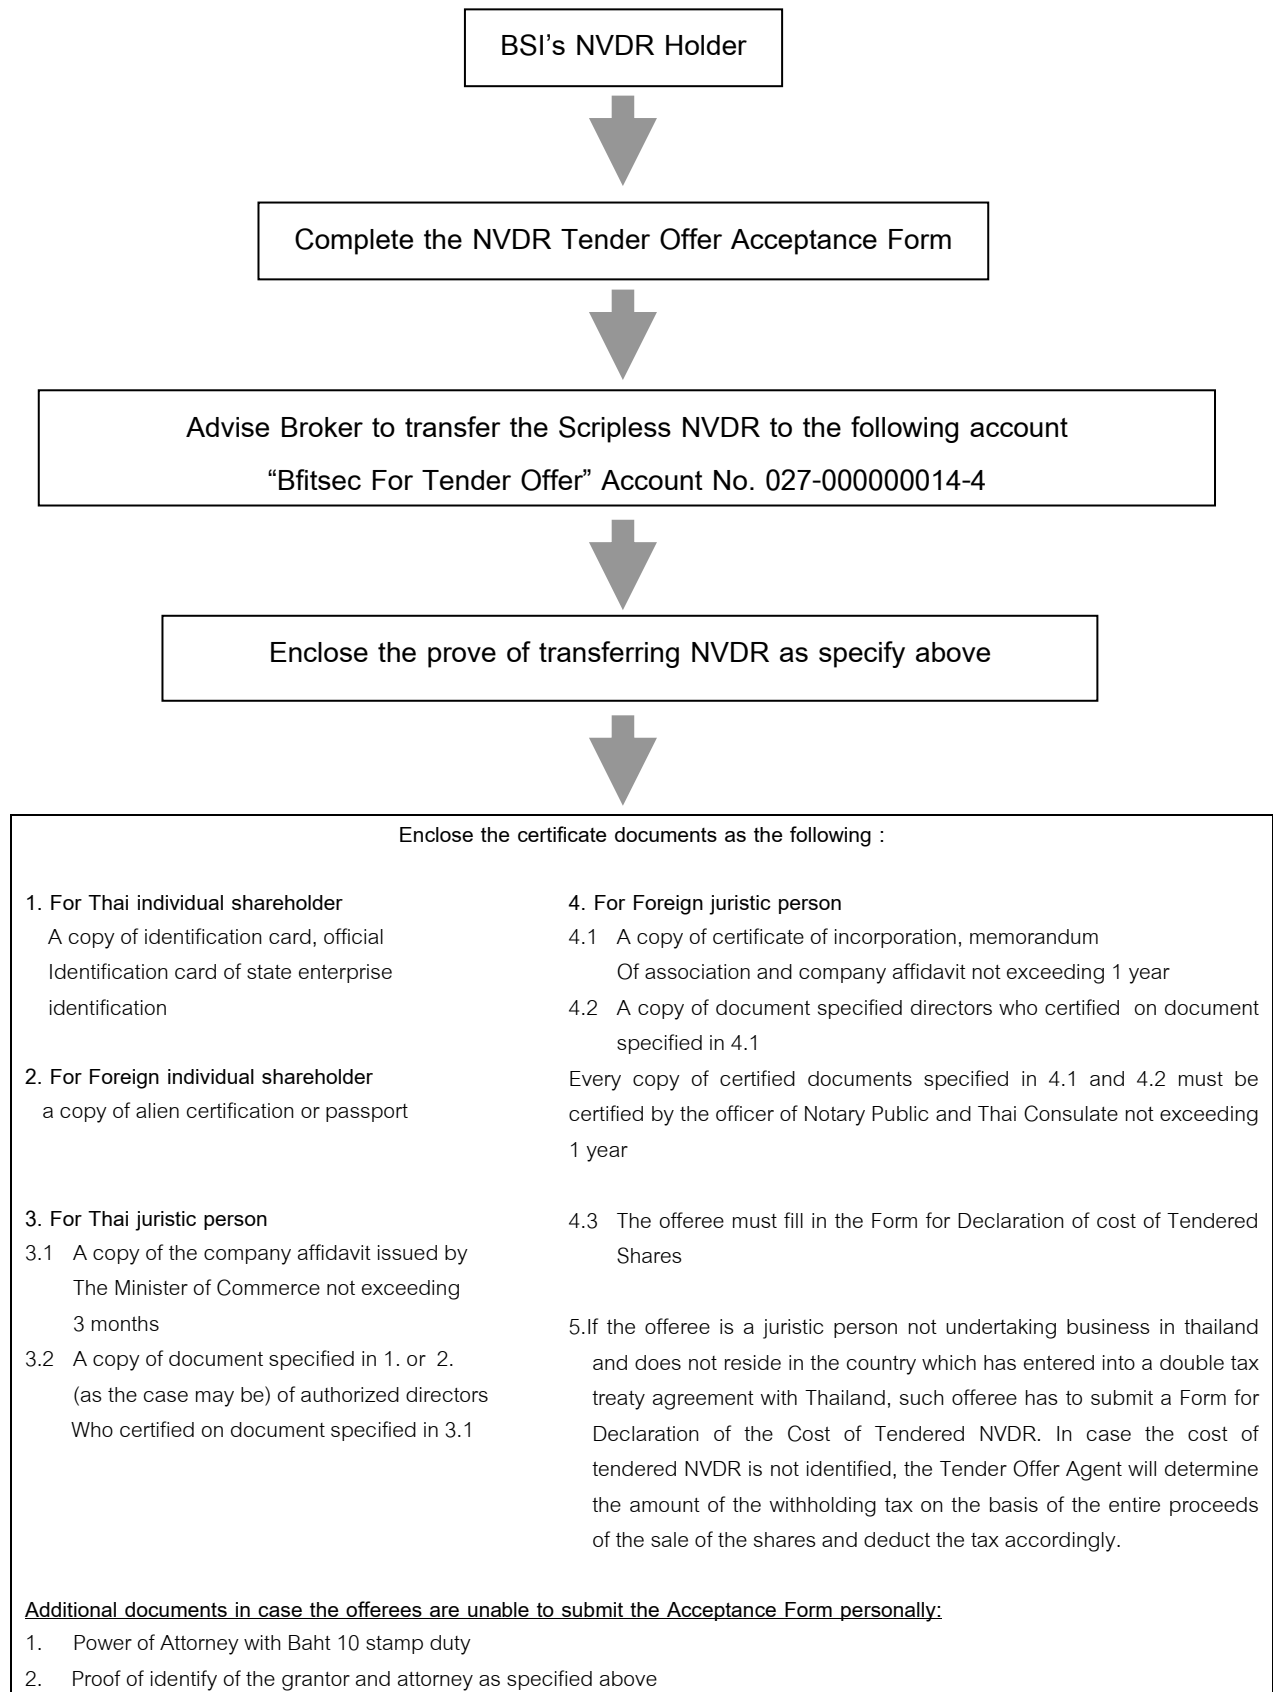 BSI’s NVDR Holder
Complete the NVDR Tender Offer Acceptance Form
Advise Broker to transfer the Scripless NVDR to the following account
“Bfitsec For Tender Offer” Account No. 027-000000014-4
Enclose the prove of transferring NVDR as specify above
Enclose the certificate documents as the following :
1. For Thai individual shareholder
A copy of identification card, official
Identification card of state enterprise
identification
2. For Foreign individual shareholder
a copy of alien certification or passport
3. For Thai juristic person
3.1 A copy of the company affidavit issued by
The Minister of Commerce not exceeding
3 months
3.2 A copy of document specified in 1. or 2.
(as the case may be) of authorized directors
Who certified on document specified in 3.1
4. For Foreign juristic person
4.1 A copy of certificate of incorporation, memorandum
Of association and company affidavit not exceeding 1 year
4.2 A copy of document specified directors who certified on document
specified in 4.1
Every copy of certified documents specified in 4.1 and 4.2 must be
certified by the officer of Notary Public and Thai Consulate not exceeding
1 year
4.3 The offeree must fill in the Form for Declaration of cost of Tendered
Shares
5.If the offeree is a juristic person not undertaking business in thailand
and does not reside in the country which has entered into a double tax
treaty agreement with Thailand, such offeree has to submit a Form for
Declaration of the Cost of Tendered NVDR. In case the cost of
tendered NVDR is not identified, the Tender Offer Agent will determine
the amount of the withholding tax on the basis of the entire proceeds
of the sale of the shares and deduct the tax accordingly.
Additional documents in case the offerees are unable to submit the Acceptance Form personally:
1. Power of Attorney with Baht 10 stamp duty
2. Proof of identify of the grantor and attorney as specified above